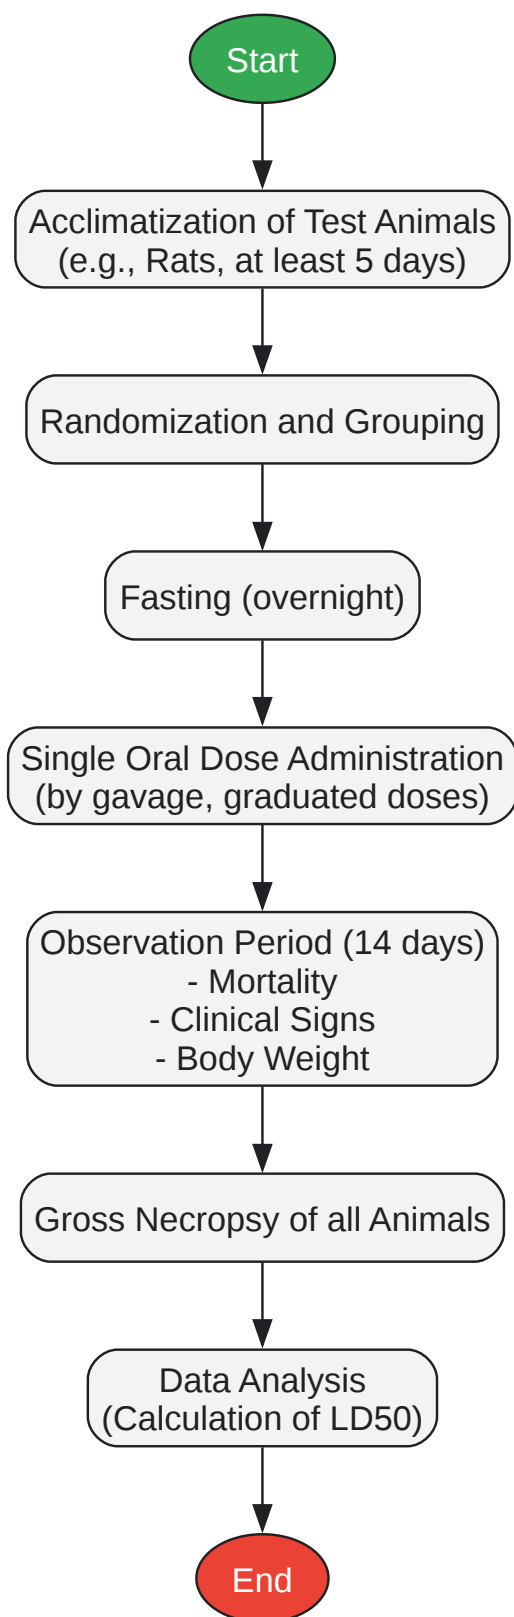 Start
Acclimatization of Test Animals
(e.g., Rats, at least 5 days)
Randomization and Grouping
Fasting (overnight)
Single Oral Dose Administration
(by gavage, graduated doses)
Observation Period (14 days)
- Mortality
- Clinical Signs
- Body Weight
Gross Necropsy of all Animals
Data Analysis
(Calculation of LD50)
End